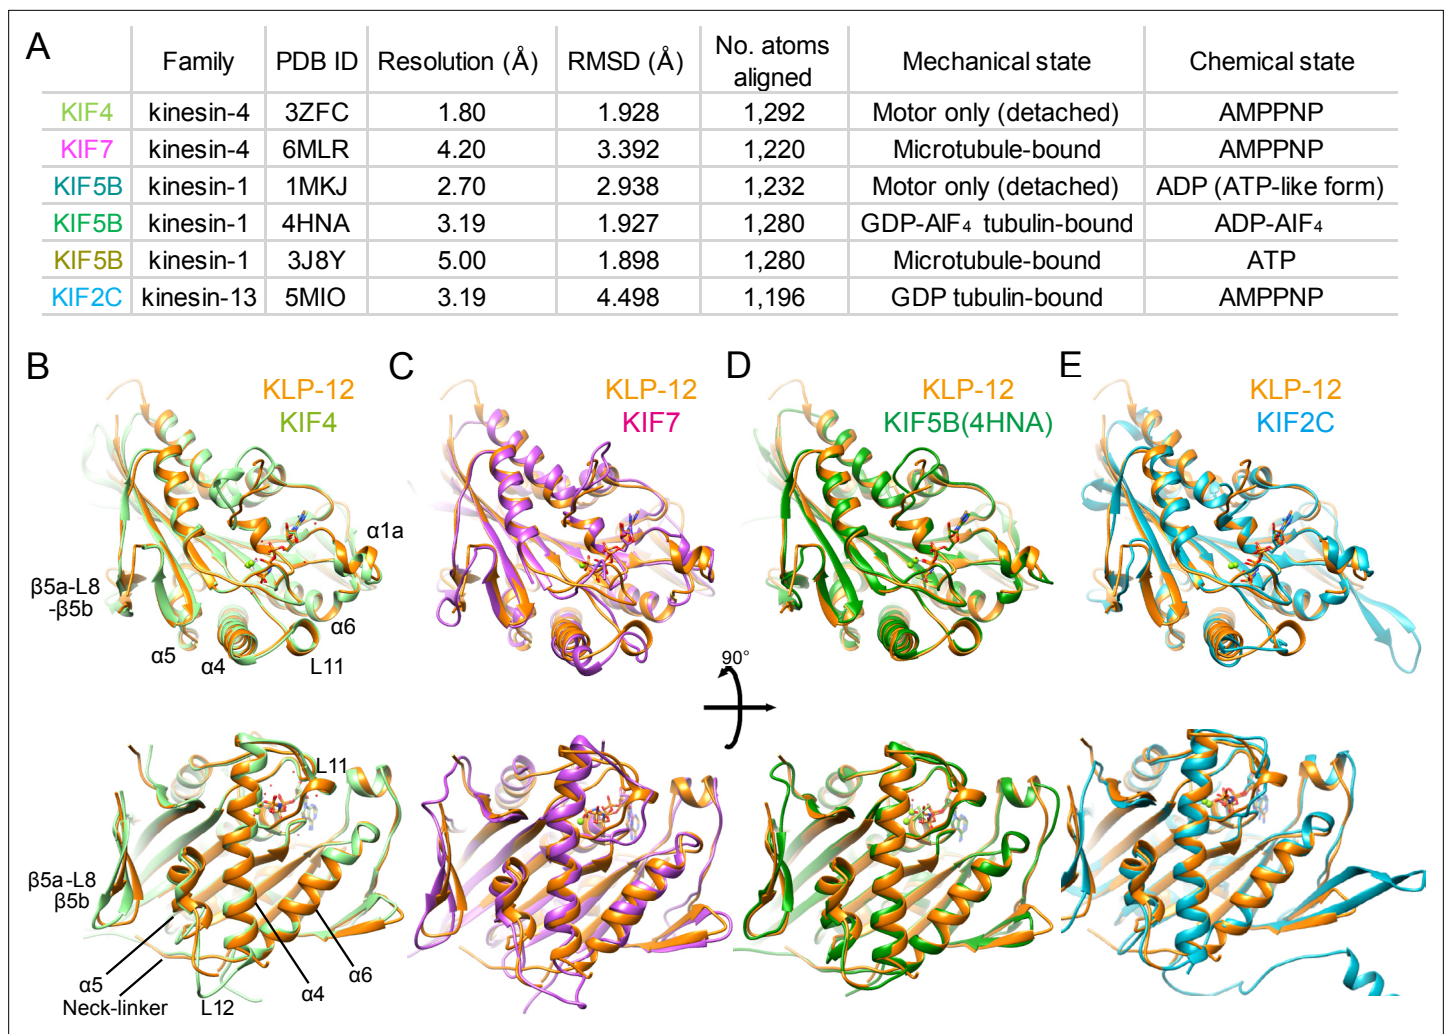 A
Family PDB ID Resolution (Å) RMSD (Å) No. atoms aligned Mechanical state Chemical state
KIF4 kinesin-4 3ZFC 1.80 1.928 1,292 Motor only (detached) AMPPNP
KIF7 kinesin-4 6MLR 4.20 3.392 1,220 Microtubule-bound AMPPNP
KIF5B kinesin-1 1MKJ 2.70 2.938 1,232 Motor only (detached) ADP (ATP-like form)
KIF5B kinesin-1 4HNA 3.19 1.927 1,280 GDP-AlF₄ tubulin-bound ADP-AlF₄
KIF5B kinesin-1 3J8Y 5.00 1.898 1,280 Microtubule-bound ATP
KIF2C kinesin-13 5MIO 3.19 4.498 1,196 GDP tubulin-bound AMPPNP
B C D E
KLP-12 KLP-12 KLP-12 KLP-12
KIF4 KIF7 KIF5B(4HNA) KIF2C
α1a
β5a-L8
-β5b
α6
α5 α4 L11
90°
L11
β5a-L8
β5b
α5
Neck-linker
L12
α4
α6